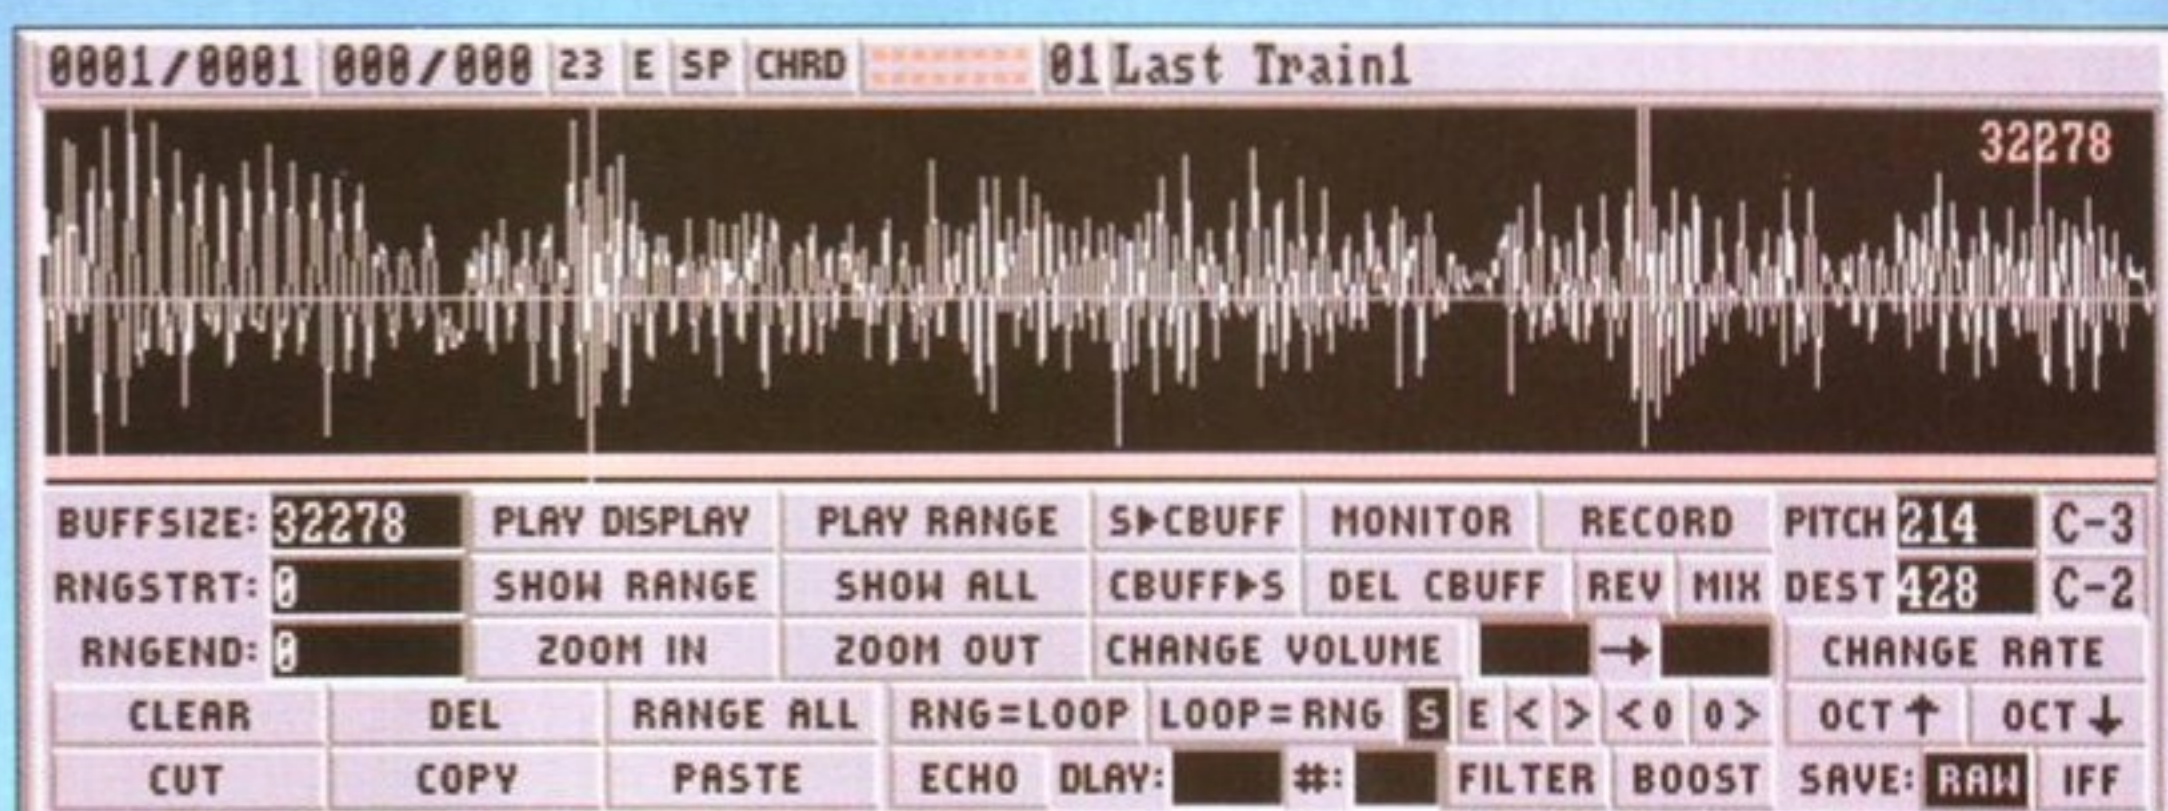 0001/0001 000/000 23 E SP CHRD 01 Last Train1
32278
BUFFSIZE: 32278 PLAY DISPLAY PLAY RANGE S▶CBUFF MONITOR RECORD PITCH 214 C-3
RNGSTRT: 0 SHOW RANGE SHOW ALL CBUFF▶S DEL CBUFF REV MIX DEST 428 C-2
RNGEND: 0 ZOOM IN ZOOM OUT CHANGE VOLUME → CHANGE RATE
CLEAR DEL RANGE ALL RNG=LOOP LOOP=RNG S E < > <0 0> OCT↑ OCT↓
CUT COPY PASTE ECHO DLAY: #: FILTER BOOST SAVE: RAW IFF